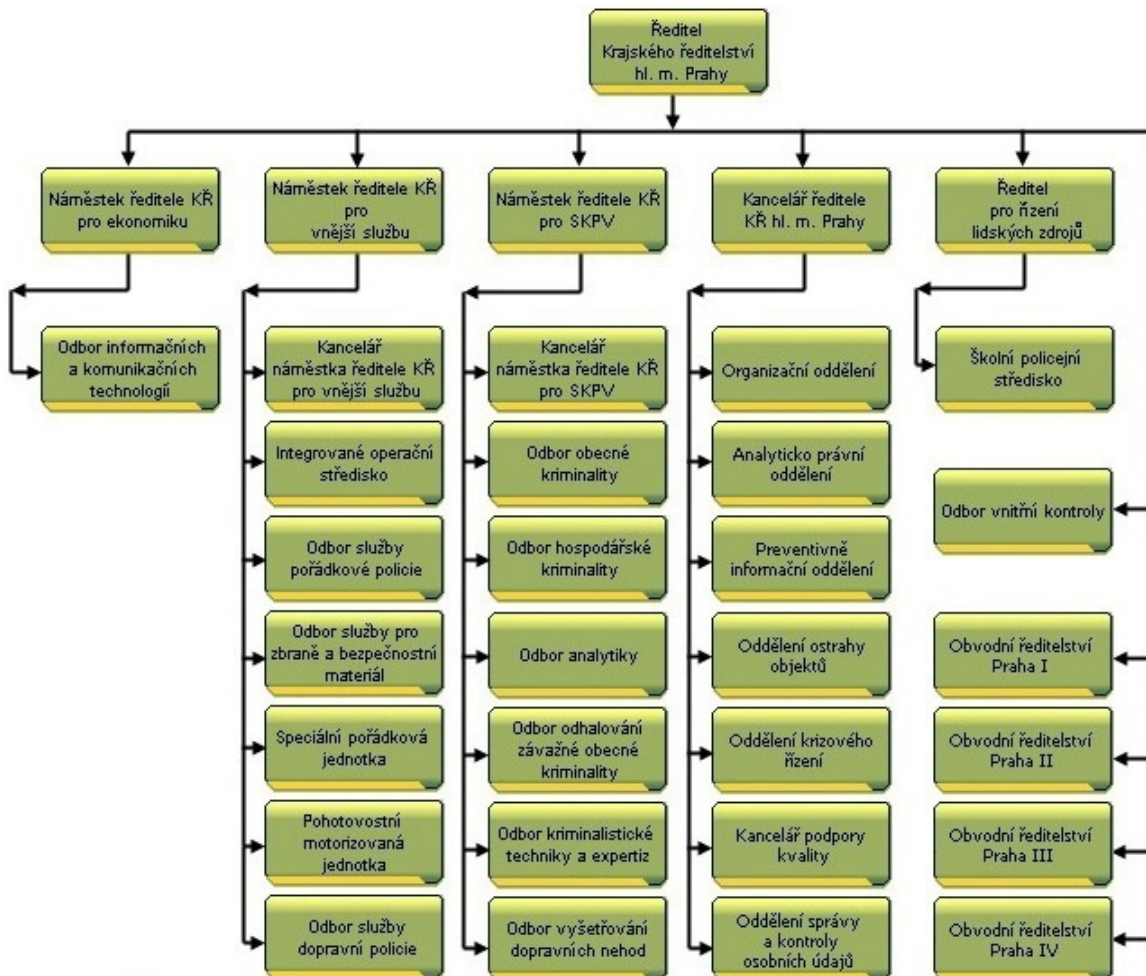 Ředitel
Krajského ředitelství
hl. m. Prahy
Náměstek ředitele KŘ
pro ekonomiku
Náměstek ředitele KŘ
pro
vnější službu
Náměstek ředitele KŘ
pro SKPV
Kancelář ředitele
KŘ hl. m. Prahy
Ředitel
pro řízení
lidských zdrojů
Odbor informačních
a komunikačních
technologií
Kancelář
náměstka ředitele KŘ
pro vnější službu
Integrované operační
středisko
Odbor služby
pořádkové policie
Odbor služby pro
zbraně a bezpečnostní
materiál
Speciální pořádková
jednotka
Pohotovostní
motorizovaná
jednotka
Odbor služby
dopravní policie
Kancelář
náměstka ředitele KŘ
pro SKPV
Odbor obecné
kriminality
Odbor hospodářské
kriminality
Odbor analytiky
Odbor odhalování
závažné obecné
kriminality
Odbor kriminalistické
techniky a expertiz
Odbor vyšetřování
dopravních nehod
Organizační oddělení
Analyticko právní
oddělení
Preventivně
informační oddělení
Oddělení ostrahy
objektů
Oddělení krizového
řízení
Kancelář podpory
kvality
Oddělení správy
a kontroly
osobních údajů
Školní policejní
středisko
Odbor vnitřní kontroly
Obvodní ředitelství
Praha I
Obvodní ředitelství
Praha II
Obvodní ředitelství
Praha III
Obvodní ředitelství
Praha IV